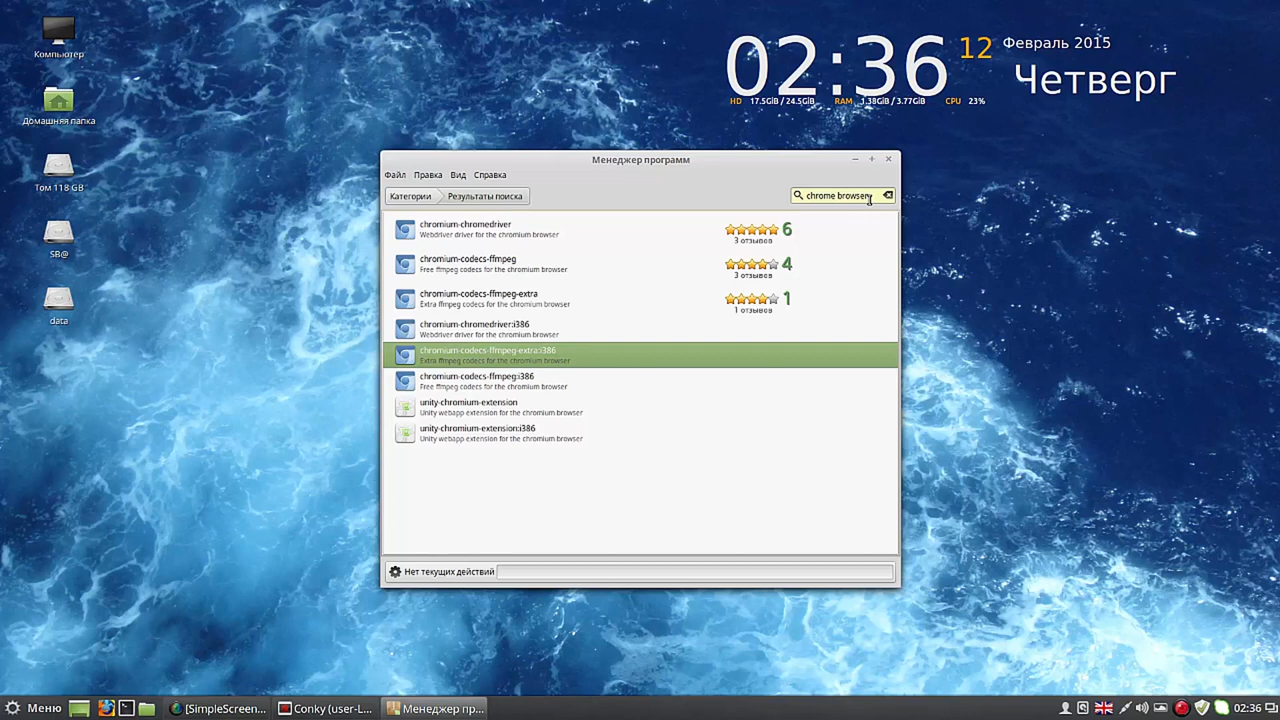 Компьютер
Домашняя папка
Том 118 GB
SB@
data
02:36
12
Февраль 2015
Четверг
HD 17.5GiB / 24.5GiB RAM 1.38GiB / 3.77GiB CPU 23%
Менеджер программ
Файл Правка Вид Справка
Категории Результаты поиска
chrome browser
chromium-chromedriver
Webdriver driver for the chromium browser
6
3 отзывов
chromium-codecs-ffmpeg
Free ffmpeg codecs for the chromium browser
4
3 отзывов
chromium-codecs-ffmpeg-extra
Extra ffmpeg codecs for the chromium browser
1
1 отзывов
chromium-chromedriver:i386
Webdriver driver for the chromium browser
chromium-codecs-ffmpeg-extra:i386
Extra ffmpeg codecs for the chromium browser
chromium-codecs-ffmpeg:i386
Free ffmpeg codecs for the chromium browser
unity-chromium-extension
Unity webapp extension for the chromium browser
unity-chromium-extension:i386
Unity webapp extension for the chromium browser
Нет текущих действий
Меню
[SimpleScreen...
Conky (user-L...
Менеджер пр...
02:36